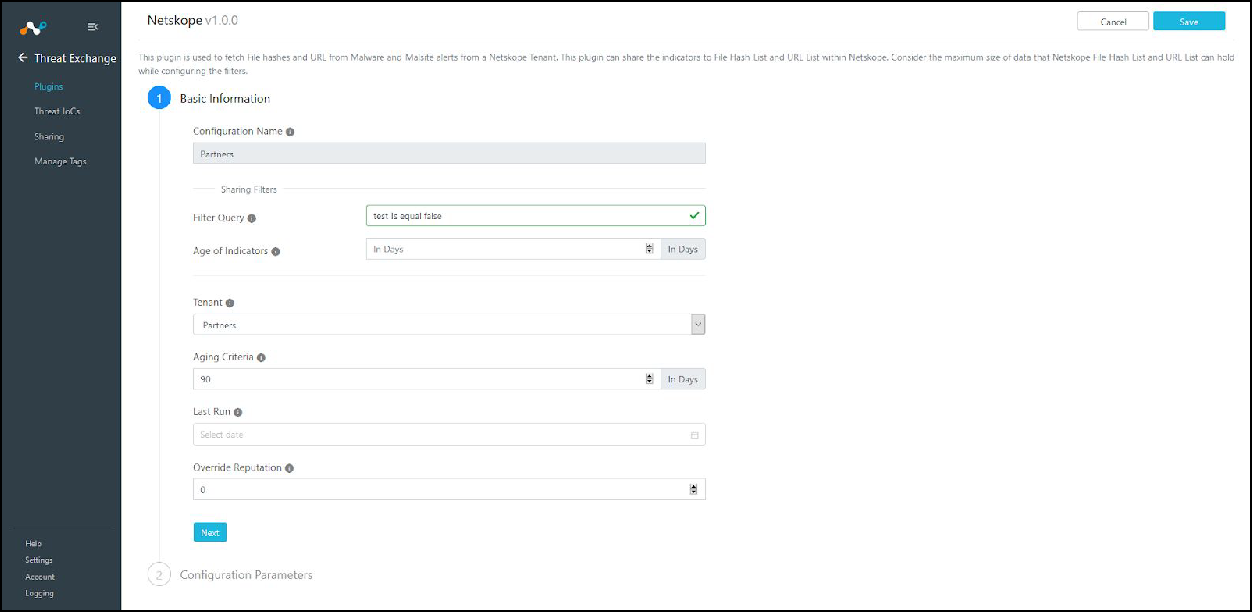 Netskope v1.0.0
Cancel
Save
Threat Exchange
Plugins
Threat IoCs
Sharing
Manage Tags
Help
Settings
Account
Logging
This plugin is used to fetch File hashes and URL from Malware and Malsite alerts from a Netskope Tenant. This plugin can share the indicators to File Hash List and URL List within Netskope. Consider the maximum size of data that Netskope File Hash List and URL List can hold
while configuring the filters.
1 Basic Information
Configuration Name
Partners
Sharing Filters
Filter Query
test is equal false
Age of Indicators
In Days
In Days
Tenant
Partners
Aging Criteria
90
In Days
Last Run
Select date
Override Reputation
0
Next
2 Configuration Parameters